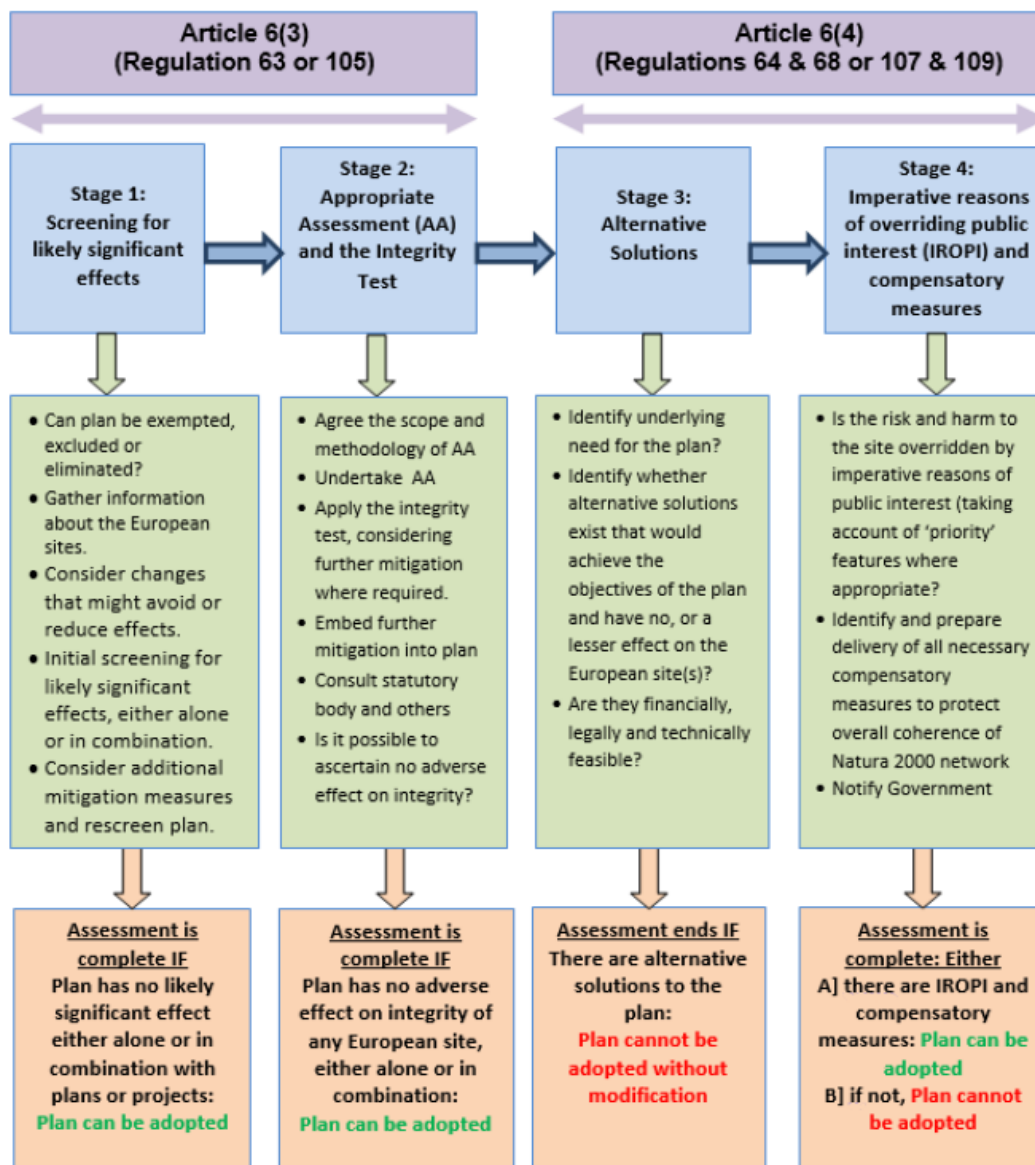 Article 6(3)
(Regulation 63 or 105)
Article 6(4)
(Regulations 64 & 68 or 107 & 109)
Stage 1:
Screening for
likely significant
effects
Stage 2:
Appropriate
Assessment (AA)
and the Integrity
Test
Stage 3:
Alternative
Solutions
Stage 4:
Imperative reasons
of overriding public
interest (IROPI) and
compensatory
measures
• Can plan be exempted,
excluded or
eliminated?
• Gather information
about the European
sites.
• Consider changes
that might avoid or
reduce effects.
• Initial screening for
likely significant
effects, either alone
or in combination.
• Consider additional
mitigation measures
and rescreen plan.
• Agree the scope and
methodology of AA
• Undertake AA
• Apply the integrity
test, considering
further mitigation
where required.
• Embed further
mitigation into plan
• Consult statutory
body and others
• Is it possible to
ascertain no adverse
effect on integrity?
• Identify underlying
need for the plan?
• Identify whether
alternative solutions
exist that would
achieve the
objectives of the plan
and have no, or a
lesser effect on the
European site(s)?
• Are they financially,
legally and technically
feasible?
• Is the risk and harm to
the site overridden by
imperative reasons of
public interest (taking
account of ‘priority’
features where
appropriate?
• Identify and prepare
delivery of all necessary
compensatory
measures to protect
overall coherence of
Natura 2000 network
• Notify Government
Assessment is
complete IF
Plan has no likely
significant effect
either alone or in
combination with
plans or projects:
Plan can be adopted
Assessment is
complete IF
Plan has no adverse
effect on integrity of
any European site,
either alone or in
combination:
Plan can be adopted
Assessment ends IF
There are alternative
solutions to the
plan:
Plan cannot be
adopted without
modification
Assessment is
complete: Either
A] there are IROPI and
compensatory
measures: Plan can be
adopted
B] if not, Plan cannot
be adopted